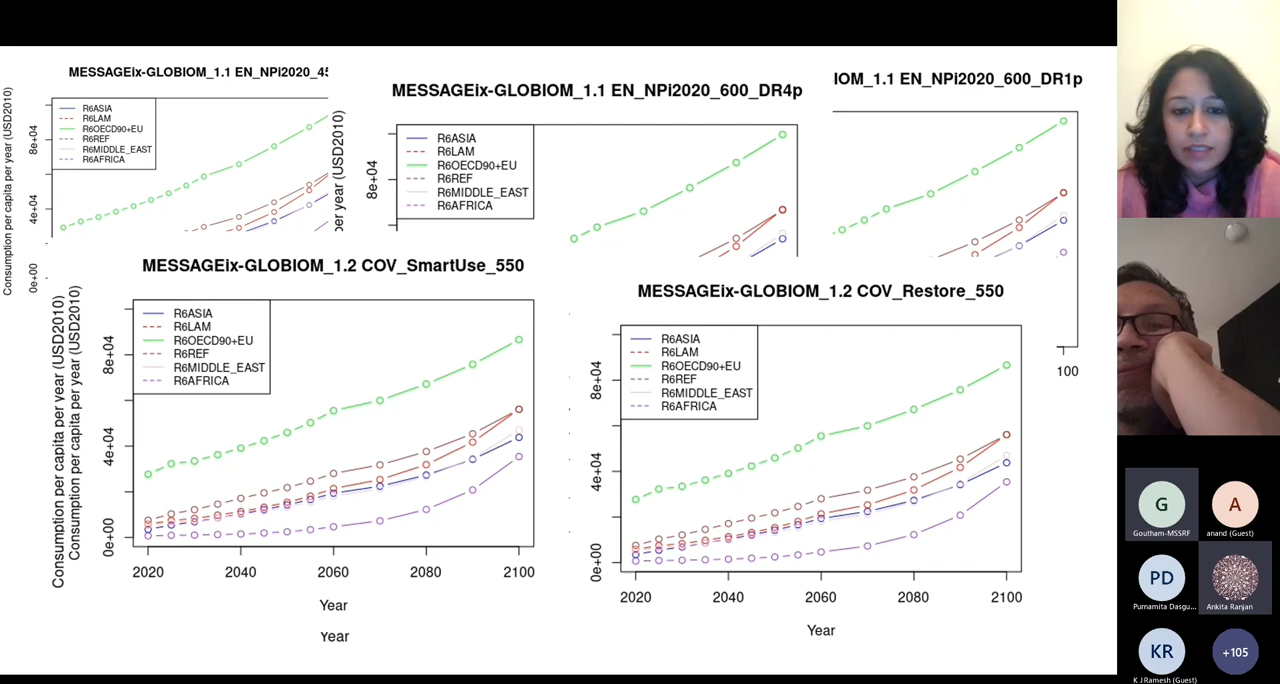 MESSAGEix-GLOBIOM_1.1 EN_NPi2020_45
Consumption per capita per year (USD2010)
8e+04
4e+04
0e+00
R6ASIA
R6LAM
R6OECD90+EU
R6REF
R6MIDDLE_EAST
R6AFRICA
MESSAGEix-GLOBIOM_1.1 EN_NPi2020_600_DR4p
per year (USD2010)
8e+04
R6ASIA
R6LAM
R6OECD90+EU
R6REF
R6MIDDLE_EAST
R6AFRICA
IOM_1.1 EN_NPi2020_600_DR1p
100
MESSAGEix-GLOBIOM_1.2 COV_SmartUse_550
Consumption per capita per year (USD2010)
Consumption per capita per year (USD2010)
8e+04
4e+04
0e+00
R6ASIA
R6LAM
R6OECD90+EU
R6REF
R6MIDDLE_EAST
R6AFRICA
2020 2040 2060 2080 2100
Year
Year
MESSAGEix-GLOBIOM_1.2 COV_Restore_550
8e+04
4e+04
0e+00
R6ASIA
R6LAM
R6OECD90+EU
R6REF
R6MIDDLE_EAST
R6AFRICA
2020 2040 2060 2080 2100
Year
G
Goutham-MSSRF
A
anand (Guest)
PD
Purnamita Dasgu...
Ankita Ranjan
KR
K J Ramesh (Guest)
+105